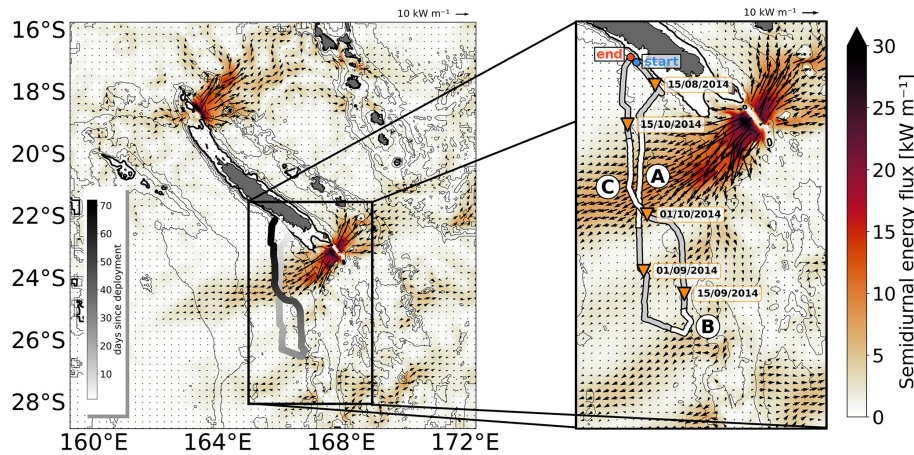 10 kW m⁻¹
10 kW m⁻¹
16°S
18°S
20°S
22°S
24°S
26°S
28°S
160°E
164°E
168°E
172°E
70
60
50
40
30
20
10
days since deployment
end
start
15/08/2014
15/10/2014
C
A
01/10/2014
01/09/2014
15/09/2014
B
30
25
20
15
10
5
0
Semidiurnal energy flux [kW m⁻¹]